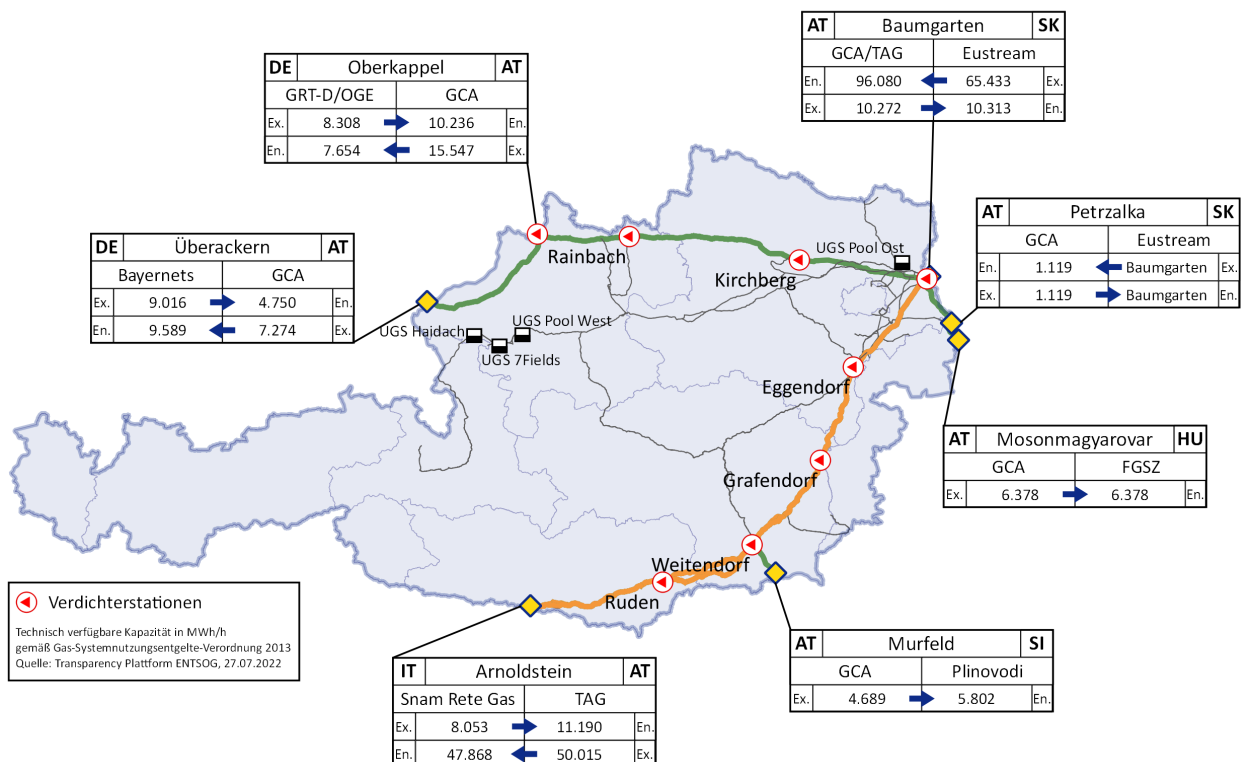 AT Baumgarten SK
GCA/TAG Eustream
En. 96.080 65.433 Ex.
Ex. 10.272 10.313 En.
DE Oberkappel AT
GRT-D/OGE GCA
Ex. 8.308 10.236 En.
En. 7.654 15.547 Ex.
AT Petrzalka SK
GCA Eustream
En. 1.119 Baumgarten Ex.
Ex. 1.119 Baumgarten En.
DE Überackern AT
Bayernets GCA
Ex. 9.016 4.750 En.
En. 9.589 7.274 Ex.
Rainbach
UGS Pool Ost
Kirchberg
UGS Pool West
UGS Haidach
UGS 7Fields
Eggendorf
Grafendorf
Weitendorf
Ruden
AT Mosonmagyarovar HU
GCA FGSZ
Ex. 6.378 6.378 En.
Verdichterstationen
Technisch verfügbare Kapazität in MWh/h
gemäß Gas-Systemnutzungsentgelte-Verordnung 2013
Quelle: Transparency Plattform ENTSOG, 27.07.2022
AT Murfeld SI
GCA Plinovodi
Ex. 4.689 5.802 En.
IT Arnoldstein AT
Snam Rete Gas TAG
Ex. 8.053 11.190 En.
En. 47.868 50.015 Ex.